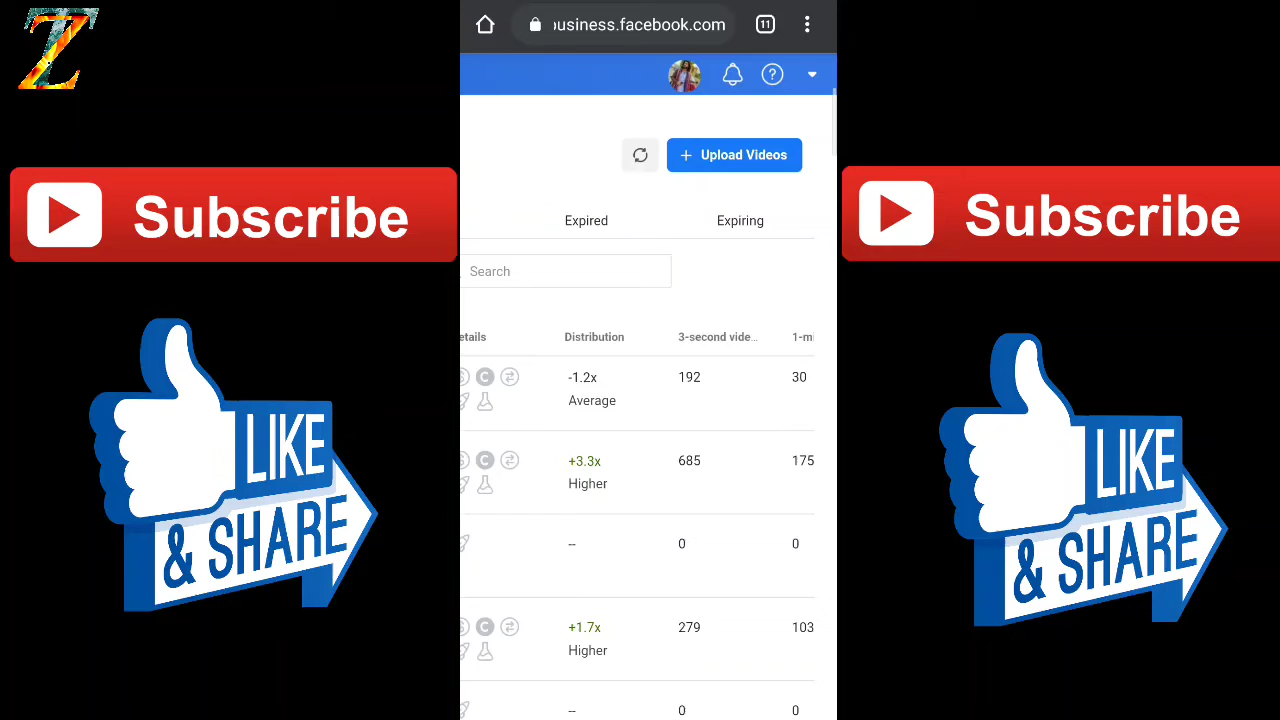 Z
usiness.facebook.com
11
+ Upload Videos
Expired Expiring
Search
etails Distribution 3-second vide... 1-mi
-1.2x 192 30
Average
+3.3x 685 175
Higher
-- 0 0
+1.7x 279 103
Higher
-- 0 0
Subscribe
LIKE
& SHARE
Subscribe
LIKE
& SHARE